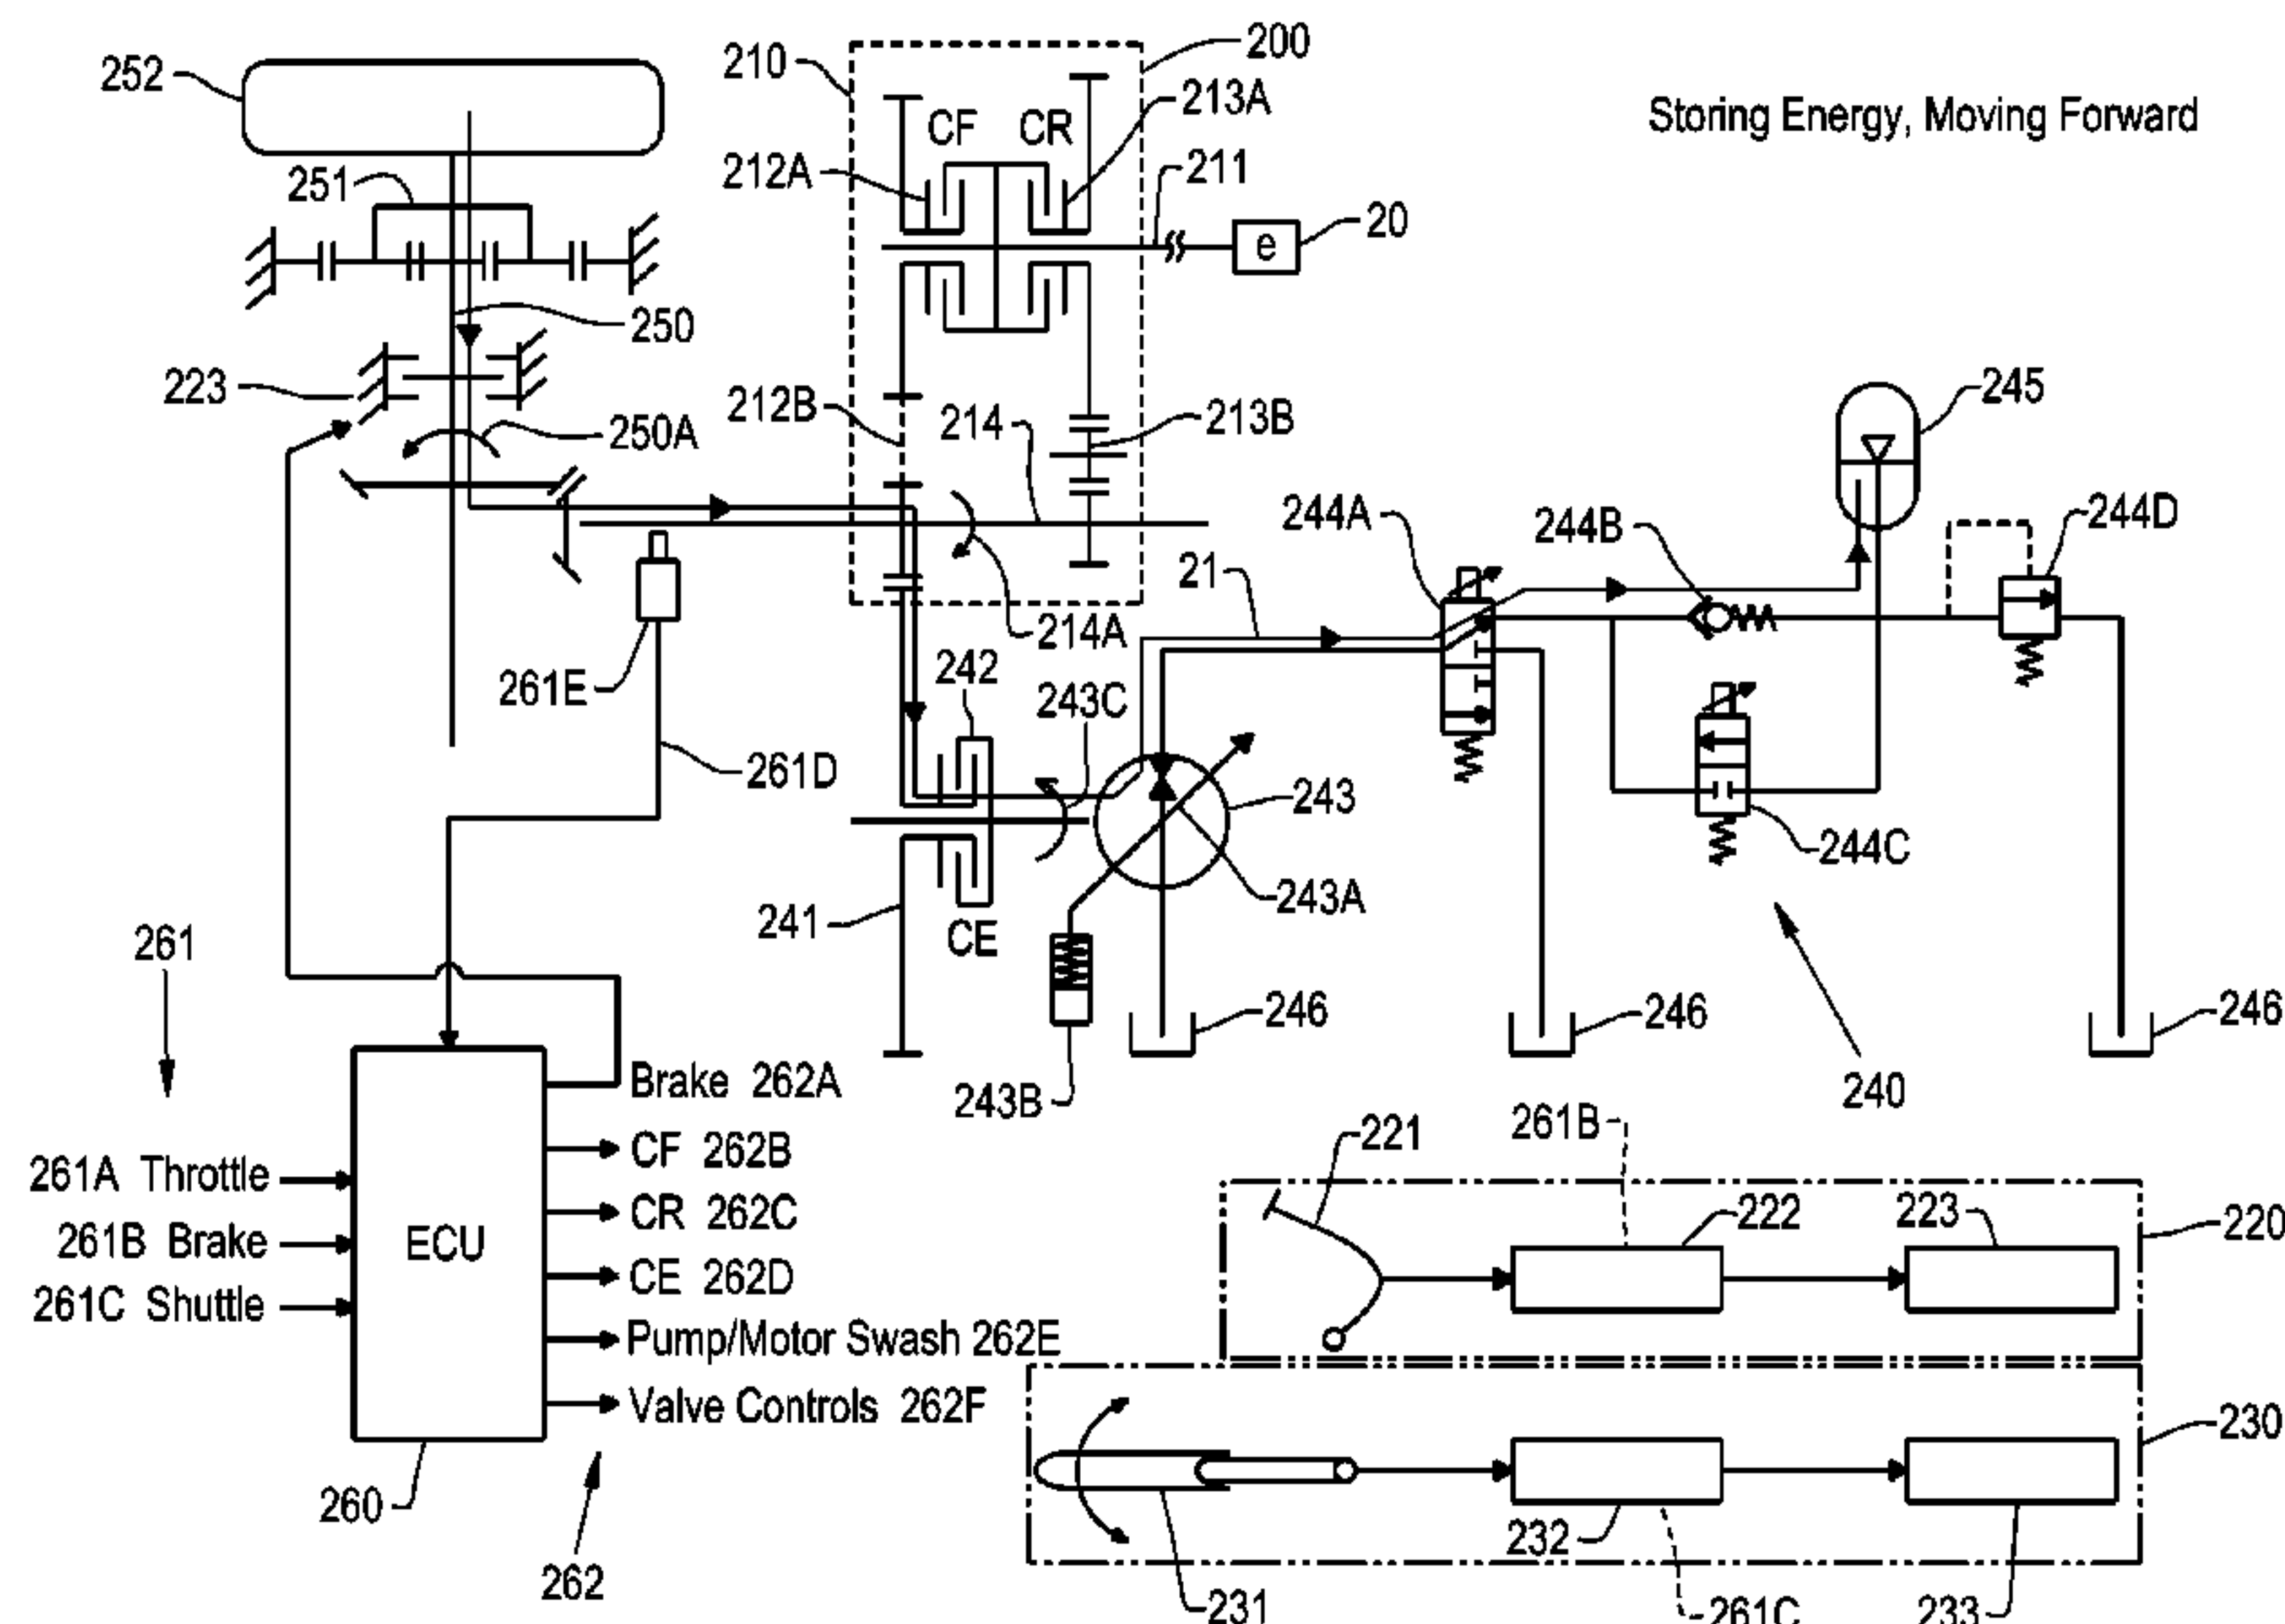 200
210
252
213A
Storing Energy, Moving Forward
CF CR
212A
211
251
20
e
250
223
245
212B
214
213B
250A
244A
244B
244D
21
214A
242
261E
243C
261D
243
244C
243A
241
261
CE
246
246
246
243B
240
Brake 262A
261B
221
CF 262B
261A Throttle
CR 262C
222
223
220
261B Brake
ECU
CE 262D
261C Shuttle
Pump/Motor Swash 262E
Valve Controls 262F
230
260
232
262
231
261C
233